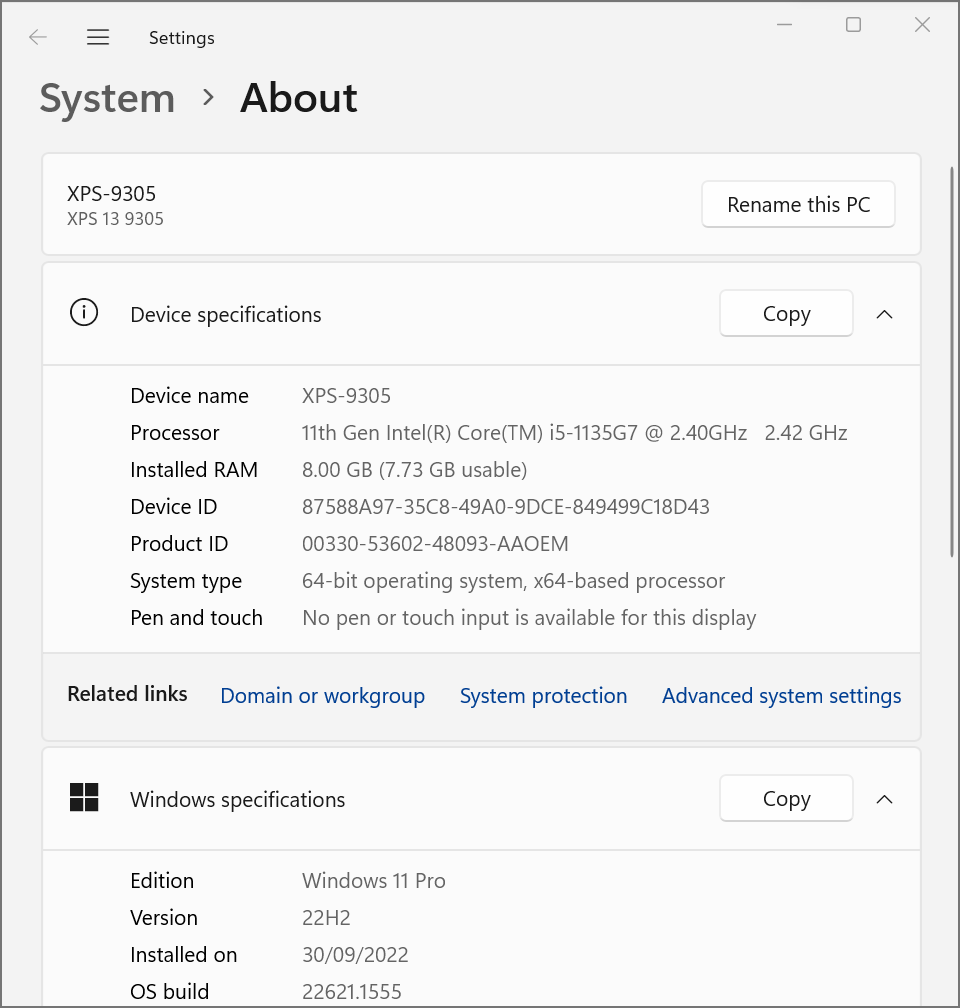 Settings
System > About
XPS-9305
XPS 13 9305
Rename this PC
Device specifications
Copy
Device name XPS-9305
Processor 11th Gen Intel(R) Core(TM) i5-1135G7 @ 2.40GHz 2.42 GHz
Installed RAM 8.00 GB (7.73 GB usable)
Device ID 87588A97-35C8-49A0-9DCE-849499C18D43
Product ID 00330-53602-48093-AAOEM
System type 64-bit operating system, x64-based processor
Pen and touch No pen or touch input is available for this display
Related links Domain or workgroup System protection Advanced system settings
Windows specifications
Copy
Edition Windows 11 Pro
Version 22H2
Installed on 30/09/2022
OS build 22621.1555